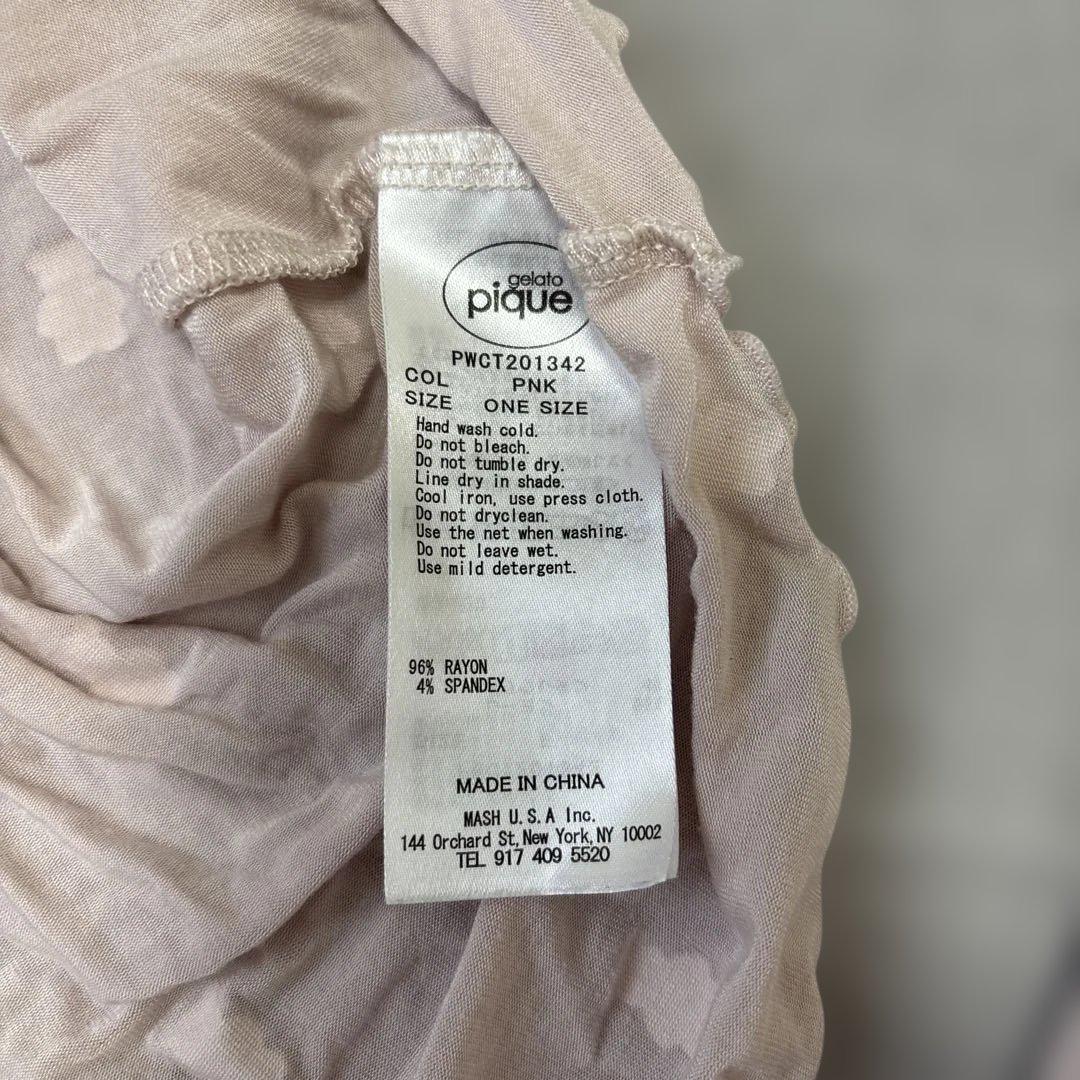 gelato
pique
PWCT201342
COL PNK
SIZE ONE SIZE
Hand wash cold.
Do not bleach.
Do not tumble dry.
Line dry in shade.
Cool iron, use press cloth.
Do not dryclean.
Use the net when washing.
Do not leave wet.
Use mild detergent.
96% RAYON
4% SPANDEX
MADE IN CHINA
MASH U.S.A Inc.
144 Orchard St, New York, NY 10002
TEL 917 409 5520